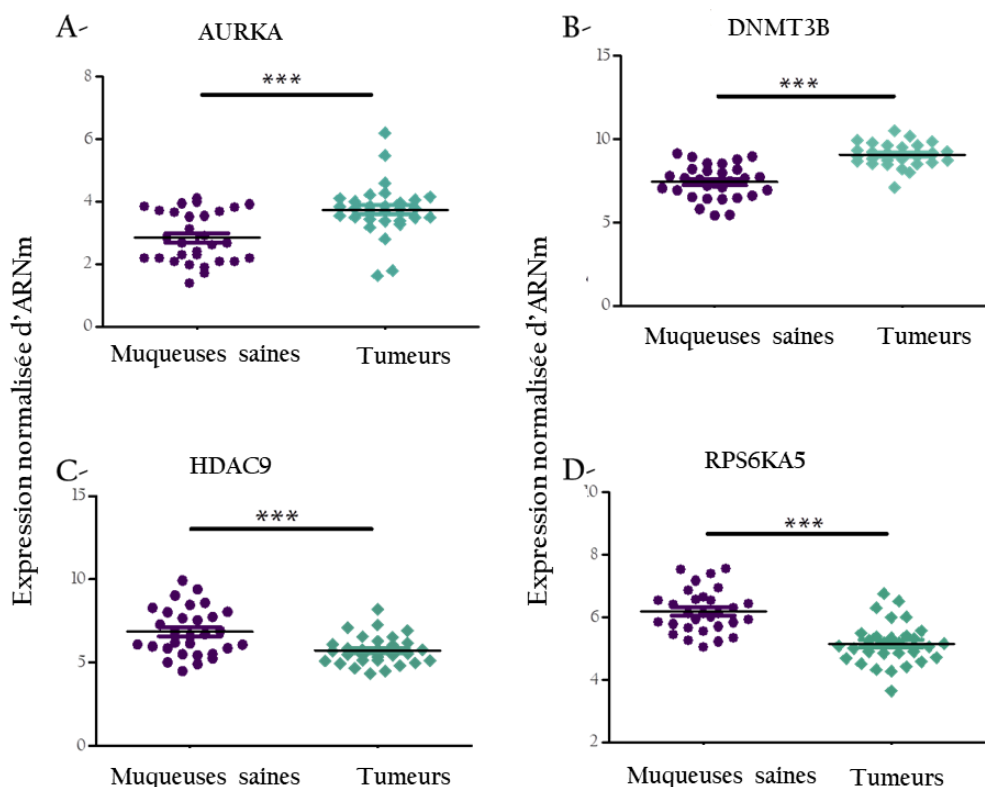 A-
AURKA
***
8
6
4
2
0
Muqueuses saines
Tumeurs
B-
DNMT3B
***
15
10
5
0
Muqueuses saines
Tumeurs
Expression normalisée d'ARNm
Expression normalisée d'ARNm
C-
HDAC9
***
15
10
5
0
Muqueuses saines
Tumeurs
D-
RPS6KA5
***
10
8
6
4
2
Muqueuses saines
Tumeurs